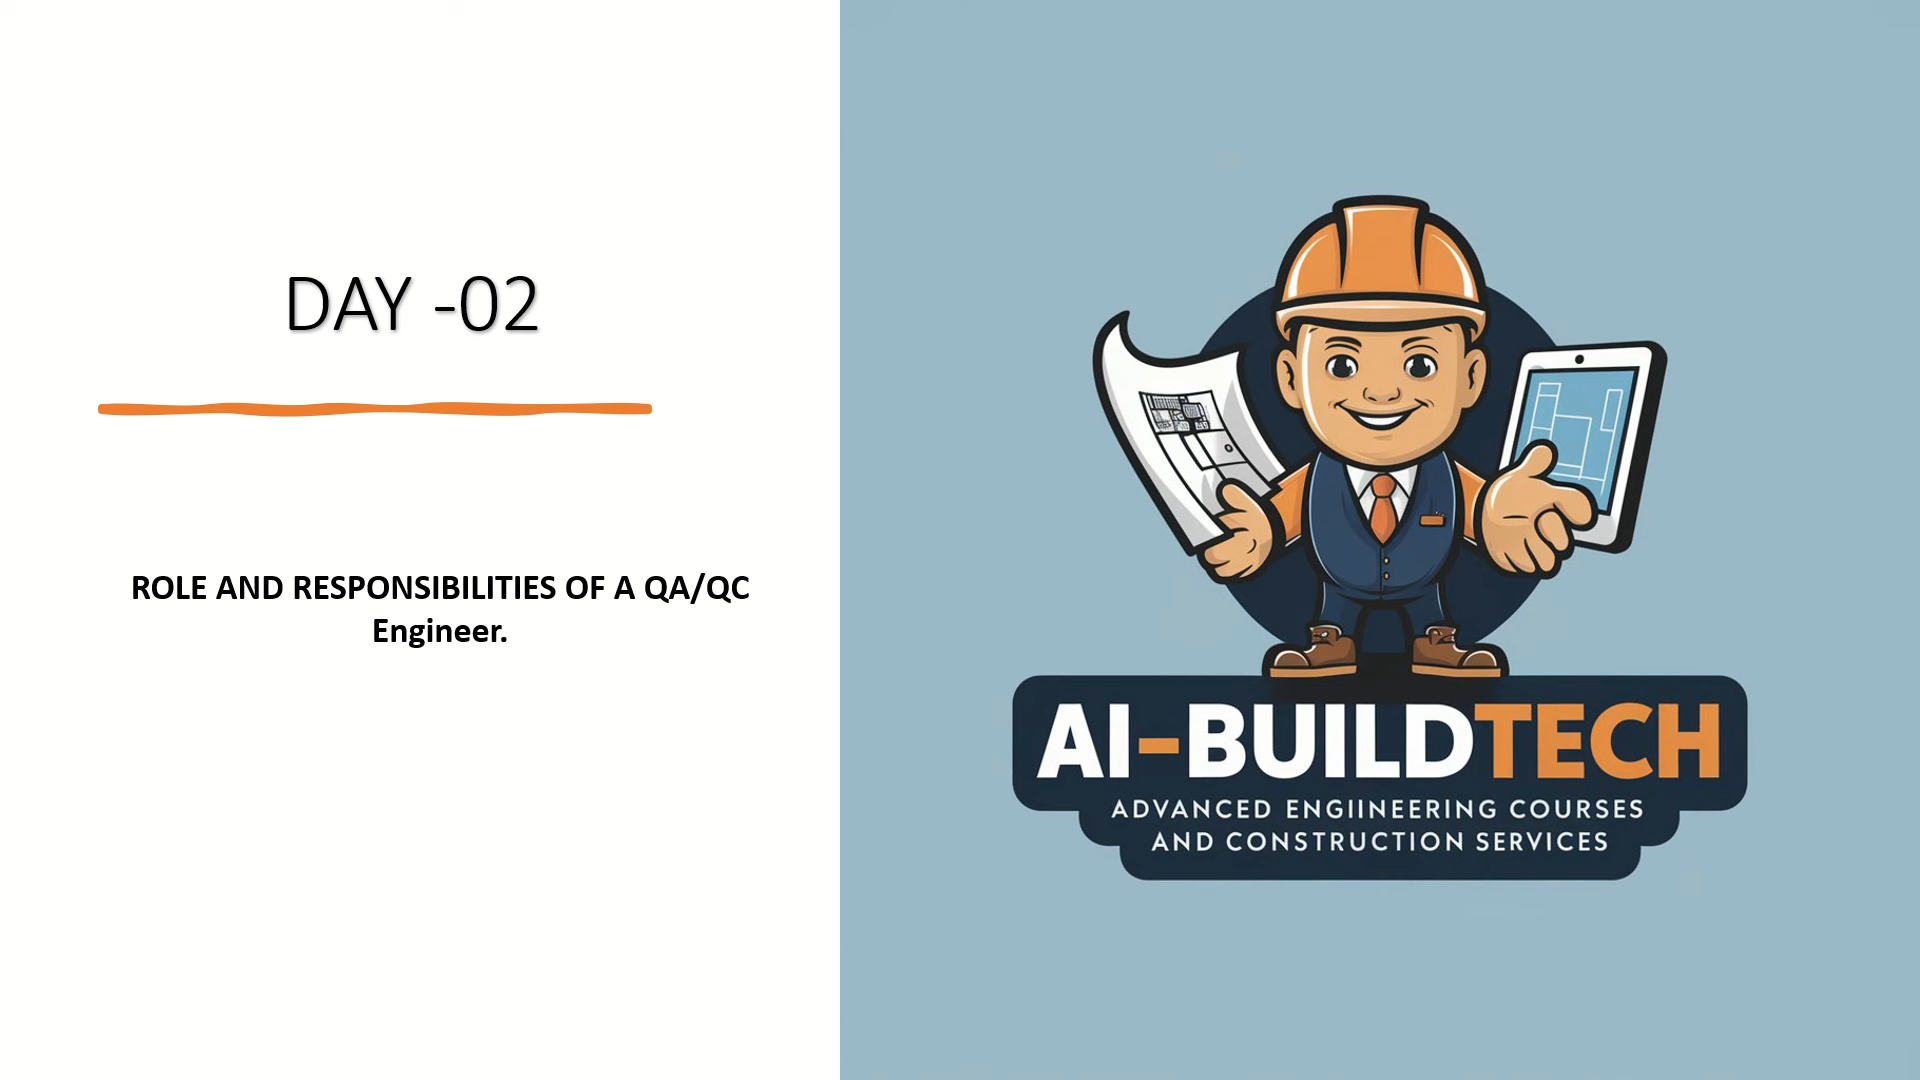 DAY -02
ROLE AND RESPONSIBILITIES OF A QA/QC
Engineer.
AI-BUILDTECH
ADVANCED ENGIINEERING COURSES
AND CONSTRUCTION SERVICES